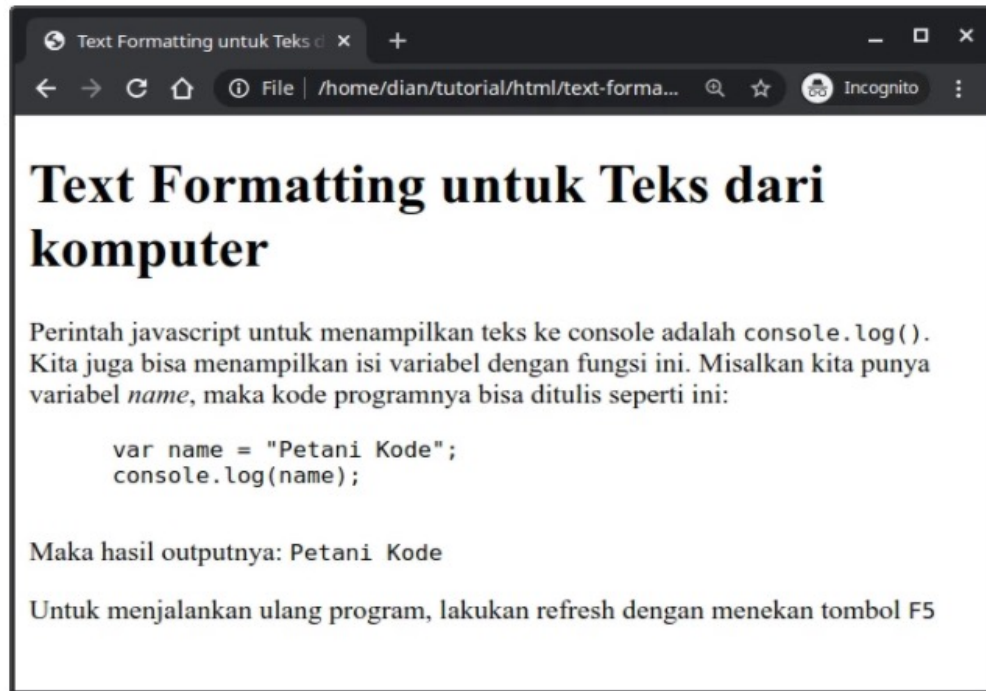 Text Formatting untuk Teks d
File | /home/dian/tutorial/html/text-forma...
Incognito
Text Formatting untuk Teks dari
komputer
Perintah javascript untuk menampilkan teks ke console adalah console.log().
Kita juga bisa menampilkan isi variabel dengan fungsi ini. Misalkan kita punya
variabel name, maka kode programnya bisa ditulis seperti ini:
var name = "Petani Kode";
console.log(name);
Maka hasil outputnya: Petani Kode
Untuk menjalankan ulang program, lakukan refresh dengan menekan tombol F5